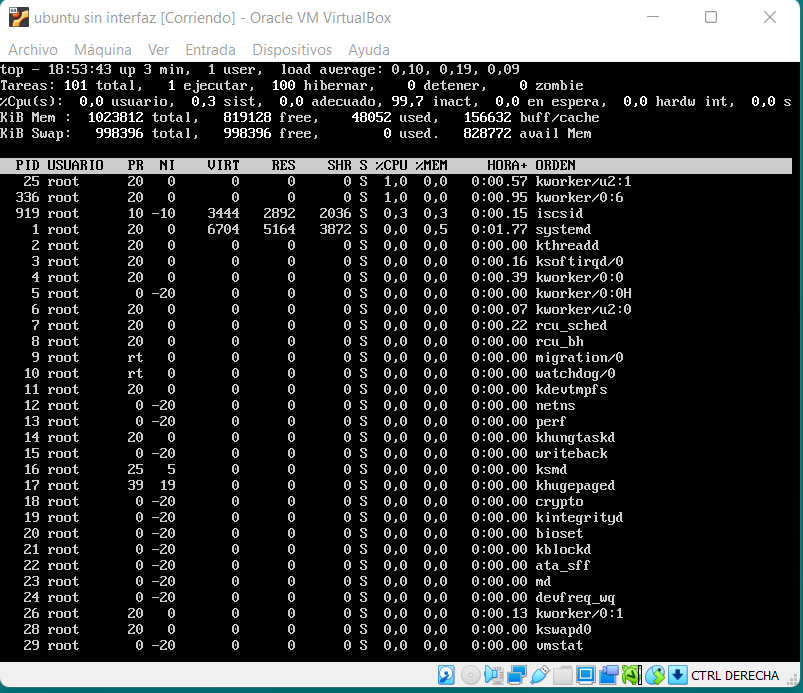 ubuntu sin interfaz [Corriendo] - Oracle VM VirtualBox
Archivo Máquina Ver Entrada Dispositivos Ayuda
top - 18:53:43 up 3 min, 1 user, load average: 0,10, 0,19, 0,09
Tareas: 101 total, 1 ejecutar, 100 hibernar, 0 detener, 0 zombie
%Cpu(s): 0,0 usuario, 0,3 sist, 0,0 adecuado, 99,7 inact, 0,0 en espera, 0,0 hardw int, 0,0 s
KiB Mem : 1023812 total, 819128 free, 48052 used, 156632 buff/cache
KiB Swap: 998396 total, 998396 free, 0 used. 828772 avail Mem
PID USUARIO PR NI VIRT RES SHR S %CPU %MEM HORA+ ORDEN
25 root 20 0 0 0 0 S 1,0 0,0 0:00.57 kworker/u2:1
336 root 20 0 0 0 0 S 1,0 0,0 0:00.95 kworker/0:6
919 root 10 -10 3444 2892 2036 S 0,3 0,3 0:00.15 iscsid
1 root 20 0 6704 5164 3872 S 0,0 0,5 0:01.77 systemd
2 root 20 0 0 0 0 S 0,0 0,0 0:00.00 kthreadd
3 root 20 0 0 0 0 S 0,0 0,0 0:00.16 ksoftirqd/0
4 root 20 0 0 0 0 S 0,0 0,0 0:00.39 kworker/0:0
5 root 0 -20 0 0 0 S 0,0 0,0 0:00.00 kworker/0:0H
6 root 20 0 0 0 0 S 0,0 0,0 0:00.07 kworker/u2:0
7 root 20 0 0 0 0 S 0,0 0,0 0:00.22 rcu_sched
8 root 20 0 0 0 0 S 0,0 0,0 0:00.00 rcu_bh
9 root rt 0 0 0 0 S 0,0 0,0 0:00.00 migration/0
10 root rt 0 0 0 0 S 0,0 0,0 0:00.00 watchdog/0
11 root 20 0 0 0 0 S 0,0 0,0 0:00.00 kdevtmpfs
12 root 0 -20 0 0 0 S 0,0 0,0 0:00.00 netns
13 root 0 -20 0 0 0 S 0,0 0,0 0:00.00 perf
14 root 20 0 0 0 0 S 0,0 0,0 0:00.00 khungtaskd
15 root 0 -20 0 0 0 S 0,0 0,0 0:00.00 writeback
16 root 25 5 0 0 0 S 0,0 0,0 0:00.00 ksmd
17 root 39 19 0 0 0 S 0,0 0,0 0:00.00 khugepaged
18 root 0 -20 0 0 0 S 0,0 0,0 0:00.00 crypto
19 root 0 -20 0 0 0 S 0,0 0,0 0:00.00 kintegrityd
20 root 0 -20 0 0 0 S 0,0 0,0 0:00.00 bioset
21 root 0 -20 0 0 0 S 0,0 0,0 0:00.00 kblockd
22 root 0 -20 0 0 0 S 0,0 0,0 0:00.00 ata_sff
23 root 0 -20 0 0 0 S 0,0 0,0 0:00.00 md
24 root 0 -20 0 0 0 S 0,0 0,0 0:00.00 devfreq_wq
26 root 20 0 0 0 0 S 0,0 0,0 0:00.13 kworker/0:1
28 root 20 0 0 0 0 S 0,0 0,0 0:00.00 kswapd0
29 root 0 -20 0 0 0 S 0,0 0,0 0:00.00 vmstat
CTRL DERECHA